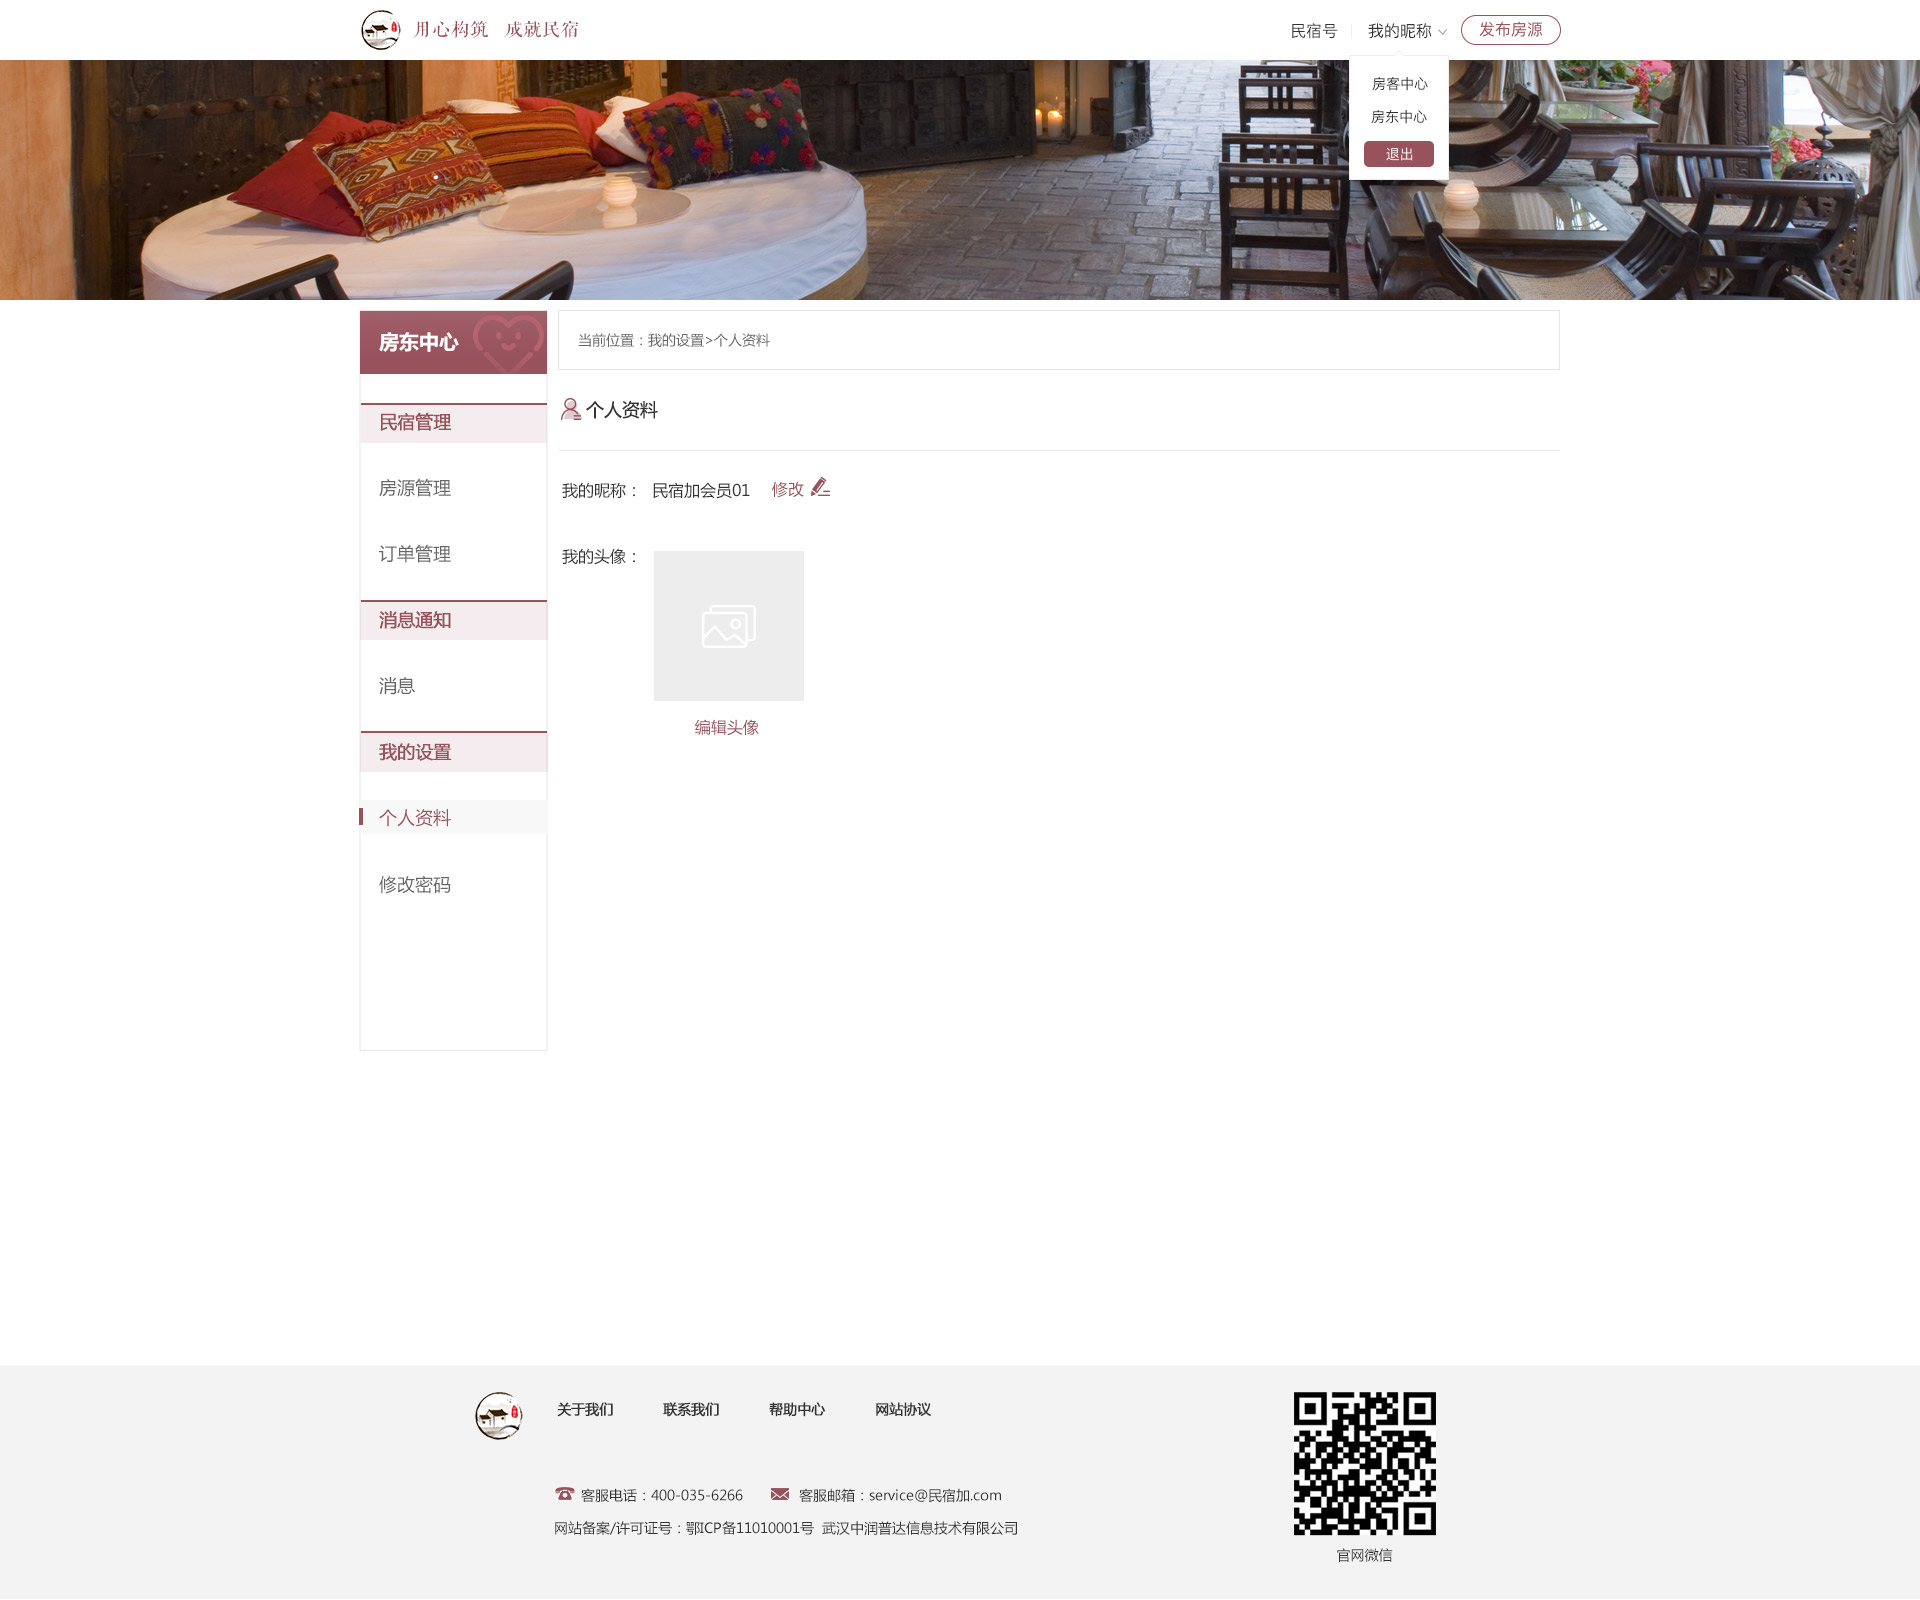 用心构筑 成就民宿
民宿号 我的昵称 发布房源
房客中心
房东中心
退出
房东中心
民宿管理
房源管理
订单管理
消息通知
消息
我的设置
个人资料
修改密码
当前位置：我的设置>个人资料
个人资料
我的昵称： 民宿加会员01 修改
我的头像：
编辑头像
关于我们 联系我们 帮助中心 网站协议
客服电话：400-035-6266 客服邮箱：service@民宿加.com
网站备案/许可证号：鄂ICP备11010001号 武汉中润普达信息技术有限公司
官网微信